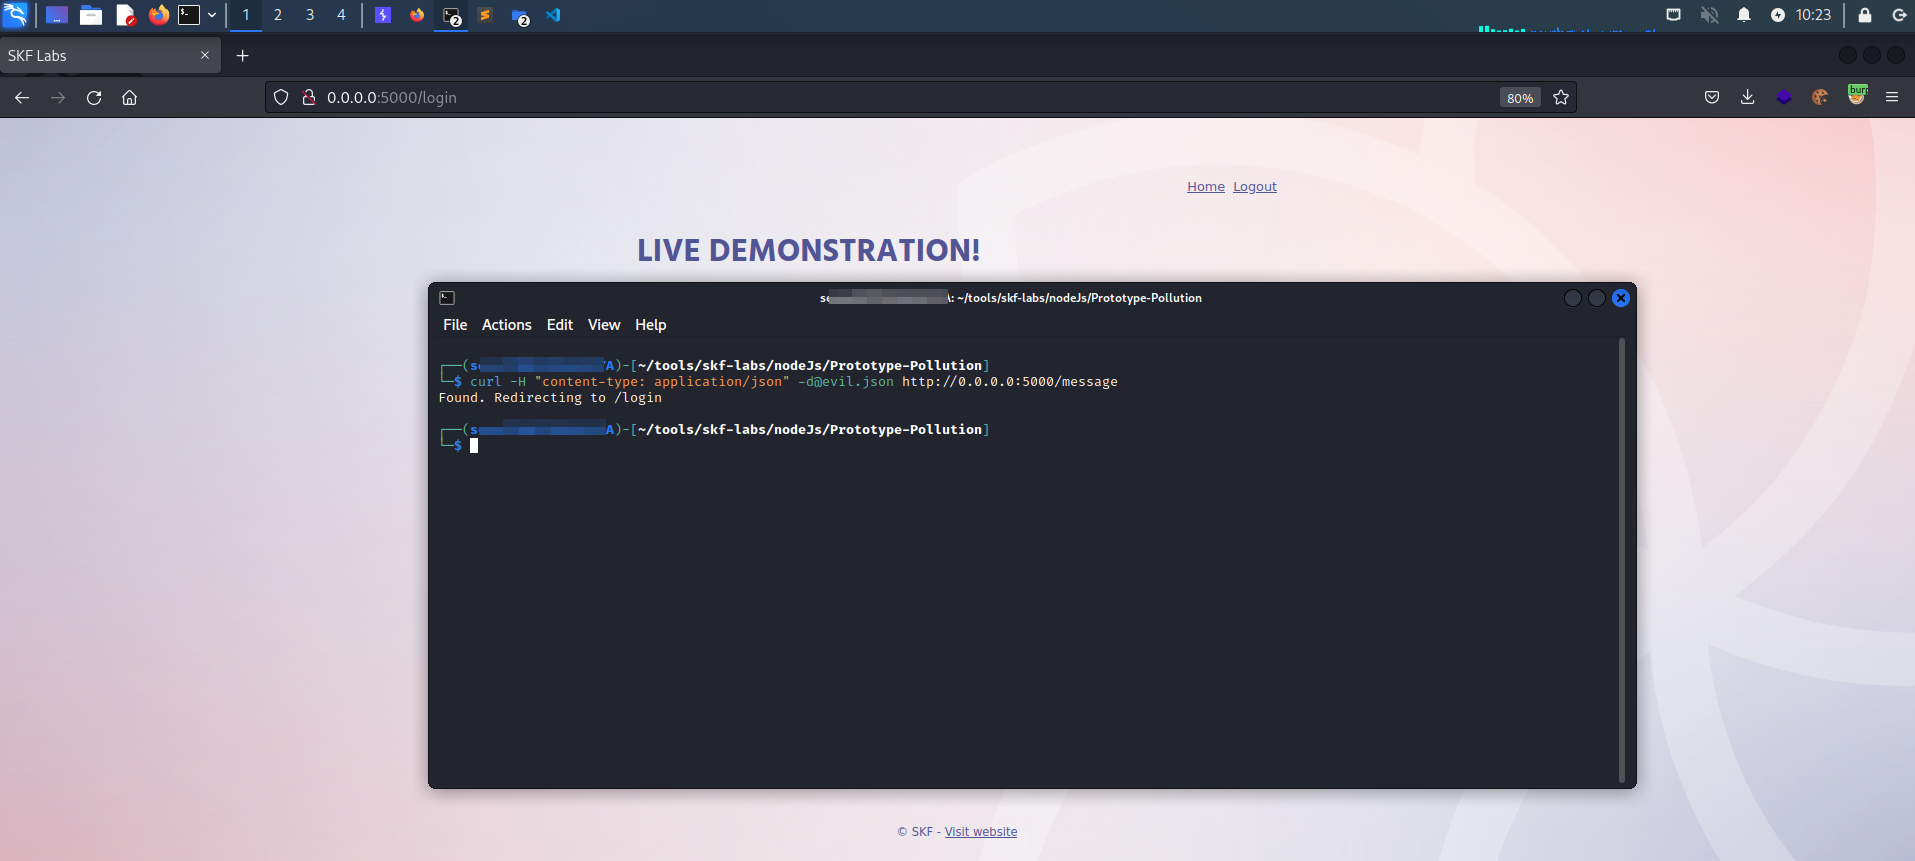 1 2 3 4 2 2 10:23
SKF Labs
0.0.0.0:5000/login 80% burp
Home Logout
LIVE DEMONSTRATION!
~/tools/skf-labs/nodeJs/Prototype-Pollution
File Actions Edit View Help
┌──(s A)-[~/tools/skf-labs/nodeJs/Prototype-Pollution]
└─$ curl -H "content-type: application/json" -d@evil.json http://0.0.0.0:5000/message
Found. Redirecting to /login
┌──(s A)-[~/tools/skf-labs/nodeJs/Prototype-Pollution]
└─$
© SKF - Visit website